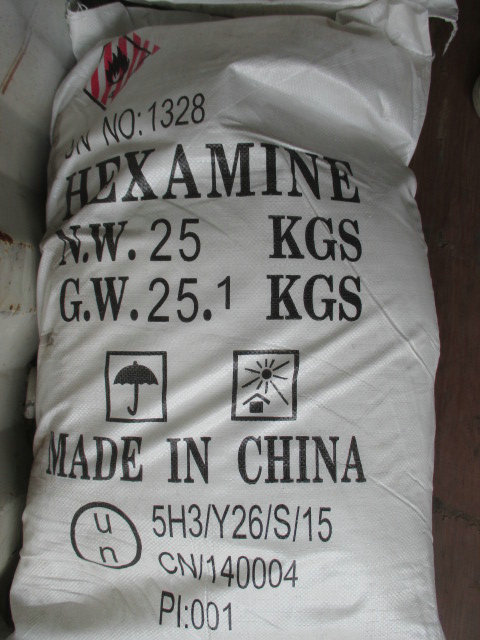 UN NO:1328
HEXAMINE
N.W. 25 KGS
G.W. 25.1 KGS
MADE IN CHINA
un 5H3/Y26/S/15
CN/140004
PI:001